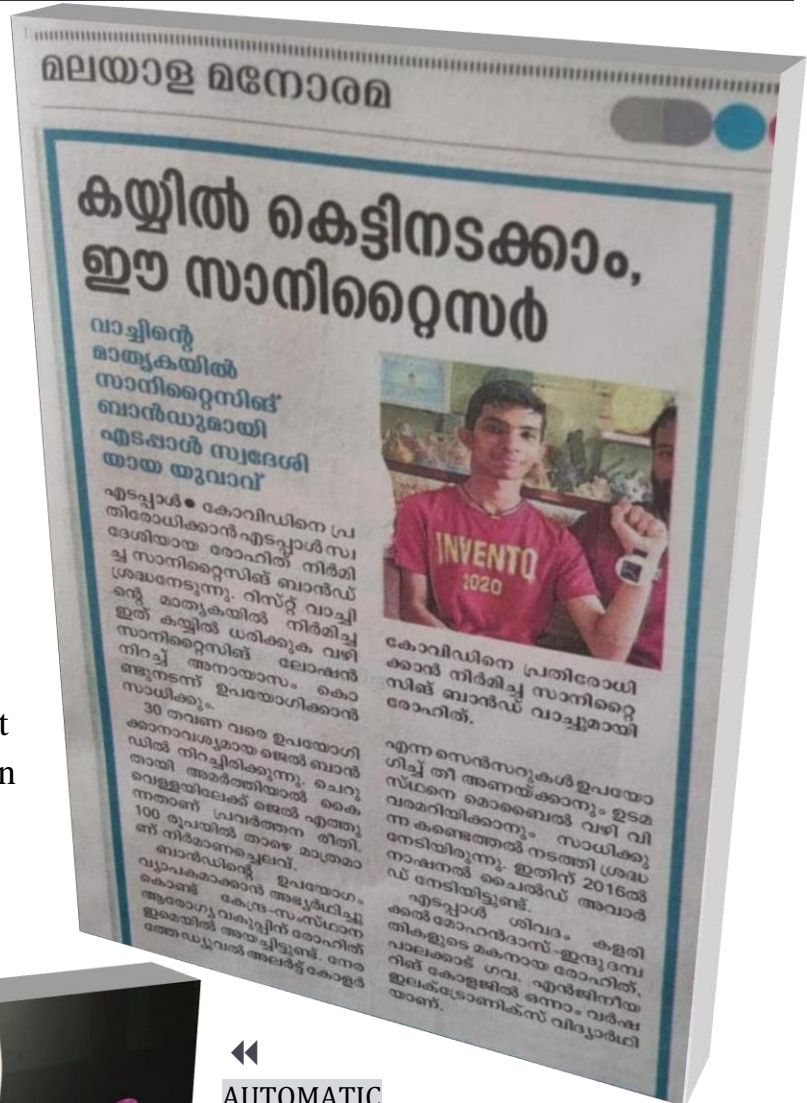 മലയാള മനോരമ
കയ്യിൽ കെട്ടിനടക്കാം,
ഈ സാനിറ്റൈസർ
വാച്ചിന്റെ
മാതൃകയിൽ
സാനിറ്റൈസിങ്
ബാൻഡുമായി
എടപ്പാൾ സ്വദേശി
യായ യുവാവ്
എടപ്പാൾ● കോവിഡിനെ പ്ര
തിരോധിക്കാൻ എടപ്പാൾ സ്വ
ദേശിയായ രോഹിത് നിർമി
ച്ച സാനിറ്റൈസിങ് ബാൻഡ്
ശ്രദ്ധനേടുന്നു. റിസ്റ്റ് വാച്ചി
ന്റെ മാതൃകയിൽ നിർമിച്ച
ഇത് കയ്യിൽ ധരിക്കുക വഴി
സാനിറ്റൈസിങ് ലോഷൻ
നിറച്ച് അനായാസം കൊ
ണ്ടുനടന്ന് ഉപയോഗിക്കാൻ
സാധിക്കും.
30 തവണ വരെ ഉപയോഗി
ക്കാനാവശ്യമായ ജെൽ ബാൻ
ഡിൽ നിറച്ചിരിക്കുന്നു. ചെറു
തായി അമർത്തിയാൽ കൈ
വെള്ളയിലേക്ക് ജെൽ എത്തു
ന്നതാണ് പ്രവർത്തന രീതി.
100 രൂപയിൽ താഴെ മാത്രമാ
ണ് നിർമാണച്ചെലവ്.
ബാൻഡിന്റെ ഉപയോഗം
വ്യാപകമാക്കാൻ അഭ്യർഥിച്ചു
കൊണ്ട് കേന്ദ്ര-സംസ്ഥാന
ആരോഗ്യ വകുപ്പിന് രോഹിത്
ഇമെയിൽ അയച്ചിട്ടുണ്ട്. നേര
ത്തേ ഡ്യുവൽ അലർട്ട് കോളർ
INVENTO
2020
കോവിഡിനെ പ്രതിരോധി
ക്കാൻ നിർമിച്ച സാനിറ്റൈ
സിങ് ബാൻഡ് വാച്ചുമായി
രോഹിത്.
എന്ന സെൻസറുകൾ ഉപയോ
ഗിച്ച് തീ അണയ്ക്കാനും ഉടമ
സ്ഥനെ മൊബൈൽ വഴി വി
വരമറിയിക്കാനും സാധിക്കു
ന്ന കണ്ടെത്തൽ നടത്തി ശ്രദ്ധ
നേടിയിരുന്നു. ഇതിന് 2016ൽ
നാഷനൽ ചൈൽഡ് അവാർ
ഡ് നേടിയിട്ടുണ്ട്.
എടപ്പാൾ ശിവദം കളരി
ക്കൽ മോഹൻദാസ്-ഇന്ദു ദമ്പ
തികളുടെ മകനായ രോഹിത്,
പാലക്കാട് ഗവ. എൻജിനീയ
റിങ് കോളജിൽ ഒന്നാം വർഷ
ഇലക്ട്രോണിക്സ് വിദ്യാർഥി
യാണ്.
t
n
AUTOMATIC